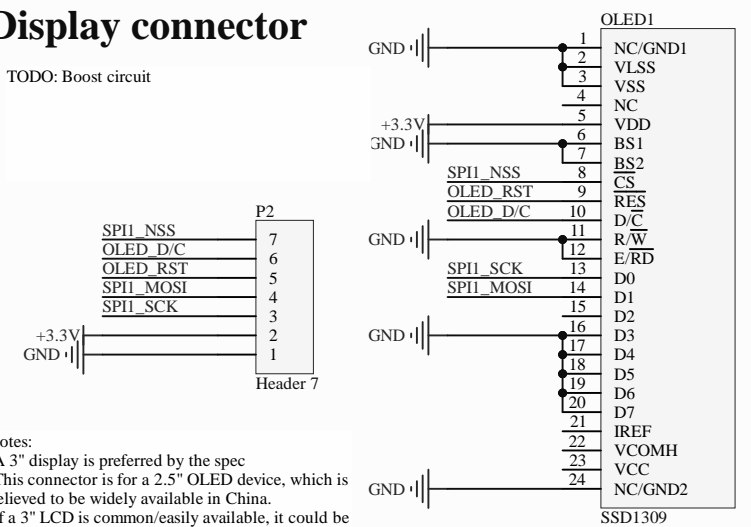 Display connector
TODO: Boost circuit
P2
SPI1_NSS 7
OLED_D/C 6
OLED_RST 5
SPI1_MOSI 4
SPI1_SCK 3
+3.3V 2
GND 1
Header 7
notes:
A 3" display is preferred by the spec
This connector is for a 2.5" OLED device, which is
believed to be widely available in China.
If a 3" LCD is common/easily available, it could be
OLED1
GND 1 NC/GND1
2 VLSS
3 VSS
4 NC
+3.3V 5 VDD
GND 6 BS1
7 BS2
SPI1_NSS 8 CS
OLED_RST 9 RES
OLED_D/C 10 D/C
GND 11 R/W
12 E/RD
SPI1_SCK 13 D0
SPI1_MOSI 14 D1
15 D2
GND 16 D3
17 D4
18 D5
19 D6
20 D7
21 IREF
22 VCOMH
23 VCC
GND 24 NC/GND2
SSD1309